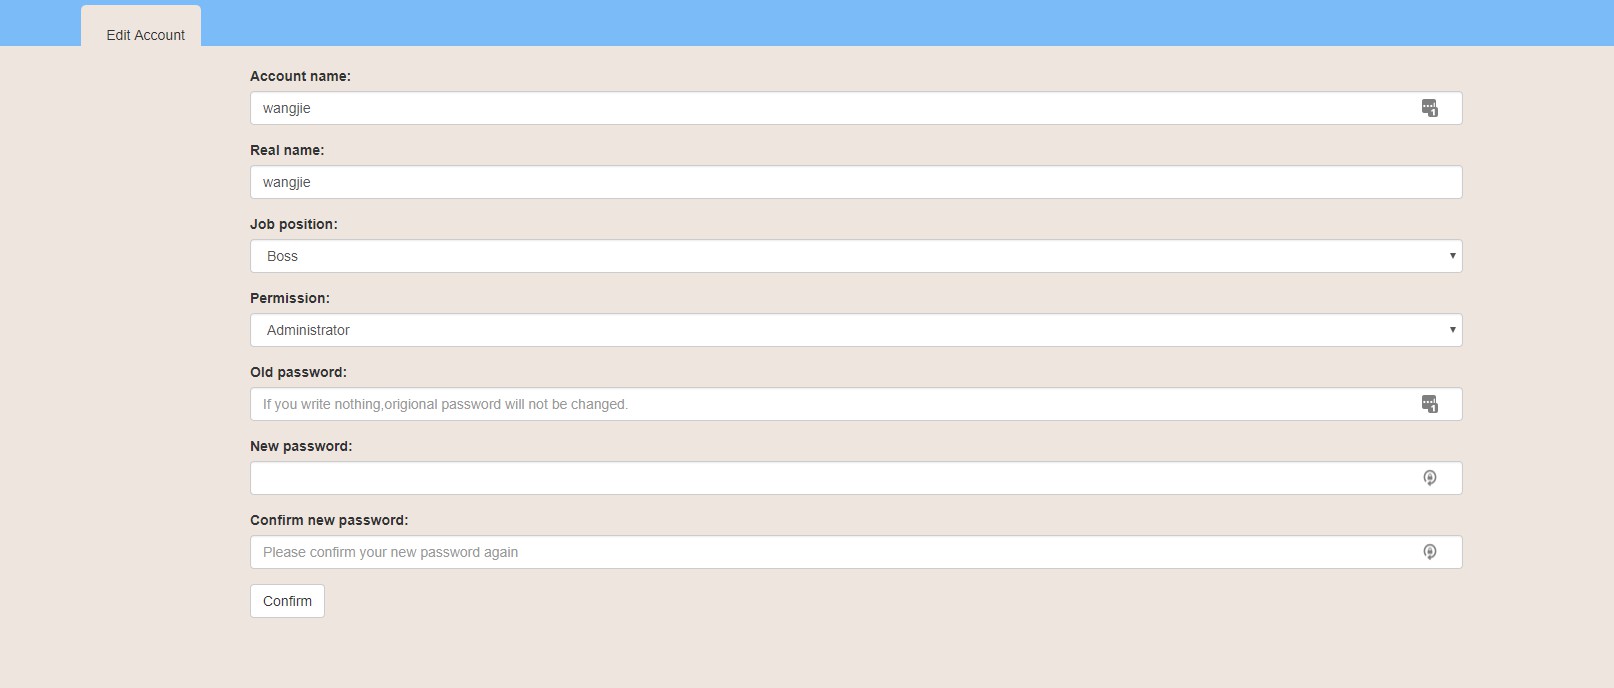 Edit Account
Account name:
wangjie
Real name:
wangjie
Job position:
Boss
Permission:
Administrator
Old password:
If you write nothing,origional password will not be changed.
New password:
Confirm new password:
Please confirm your new password again
Confirm